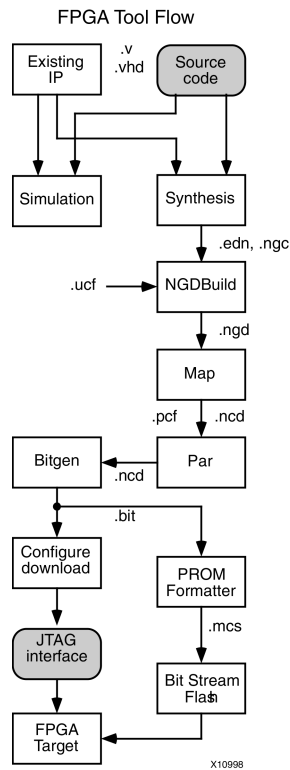 FPGA Tool Flow
Existing
IP
.v
.vhd
Source
code
Simulation
Synthesis
.edn, .ngc
.ucf
NGDBuild
.ngd
Map
.pcf
.ncd
Bitgen
.ncd
Par
.bit
Configure
download
PROM
Formatter
.mcs
JTAG
interface
Bit Stream
Flash
FPGA
Target
X10998